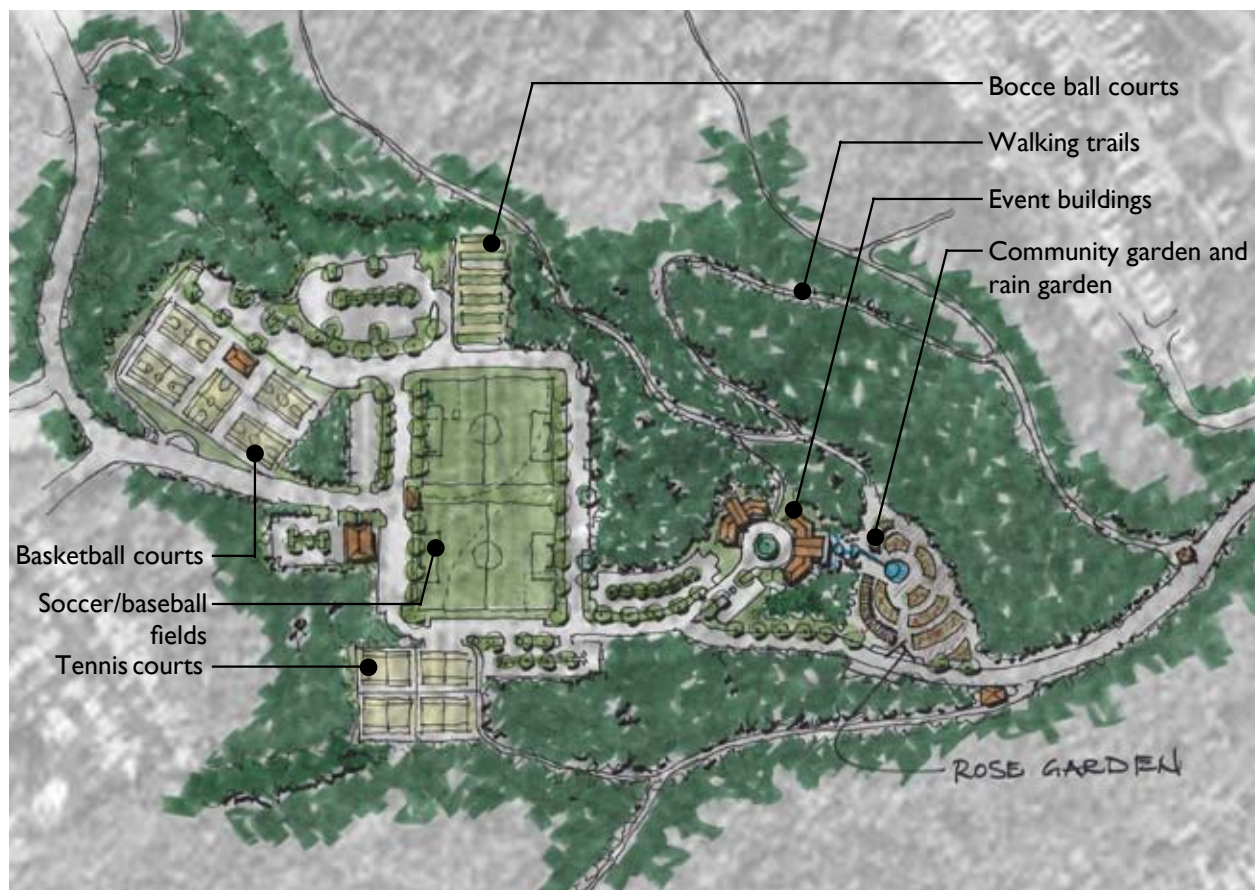 Bocce ball courts
Walking trails
Event buildings
Community garden and
rain garden
Basketball courts
Soccer/baseball
fields
Tennis courts
ROSE GARDEN